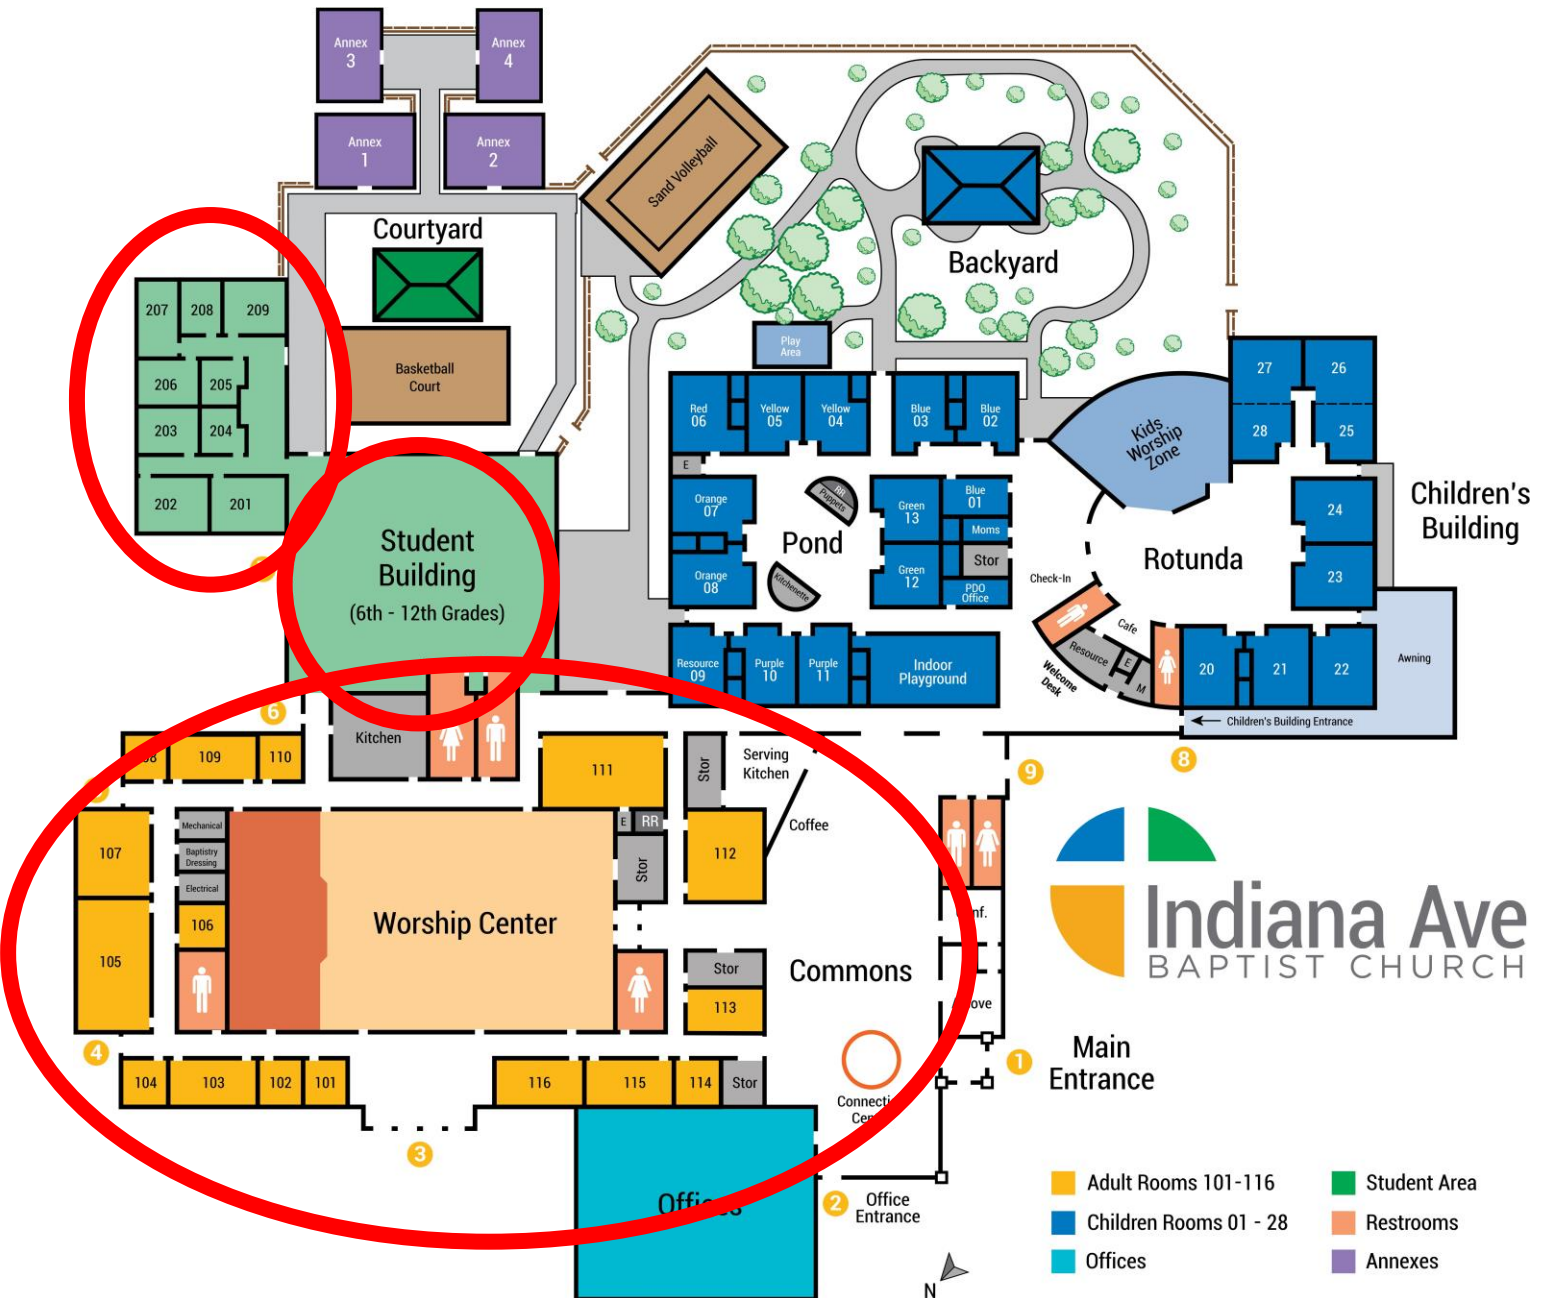 Annex
3
Annex
4
Annex
1
Annex
2
Sand Volleyball
Courtyard
Backyard
207
208
209
206
205
203
204
202
201
Basketball
Court
Play
Area
Red
06
Yellow
05
Yellow
04
Blue
03
Blue
02
Kids
Worship
Zone
27
26
28
25
E
Orange
07
RR
Puppets
Green
13
Blue
01
Moms
Stor
24
Children's
Building
Student
Building
(6th - 12th Grades)
Pond
Orange
08
Kitchenette
Green
12
PDO
Office
Check-In
Rotunda
23
Cafe
Resource
E
M
Welcome
Desk
Resource
09
Purple
10
Purple
11
Indoor
Playground
20
21
22
Awning
Children's Building Entrance
6
Kitchen
109
110
111
Stor
Serving
Kitchen
9
8
107
Mechanical
Baptistry
Dressing
Electrical
106
105
Worship Center
E
RR
Stor
112
Coffee
Stor
113
Commons
Indiana Ave
BAPTIST CHURCH
4
104
103
102
101
116
115
114
Stor
1
Main
Entrance
3
Offices
2
Office
Entrance
N
Adult Rooms 101-116
Children Rooms 01 - 28
Offices
Student Area
Restrooms
Annexes